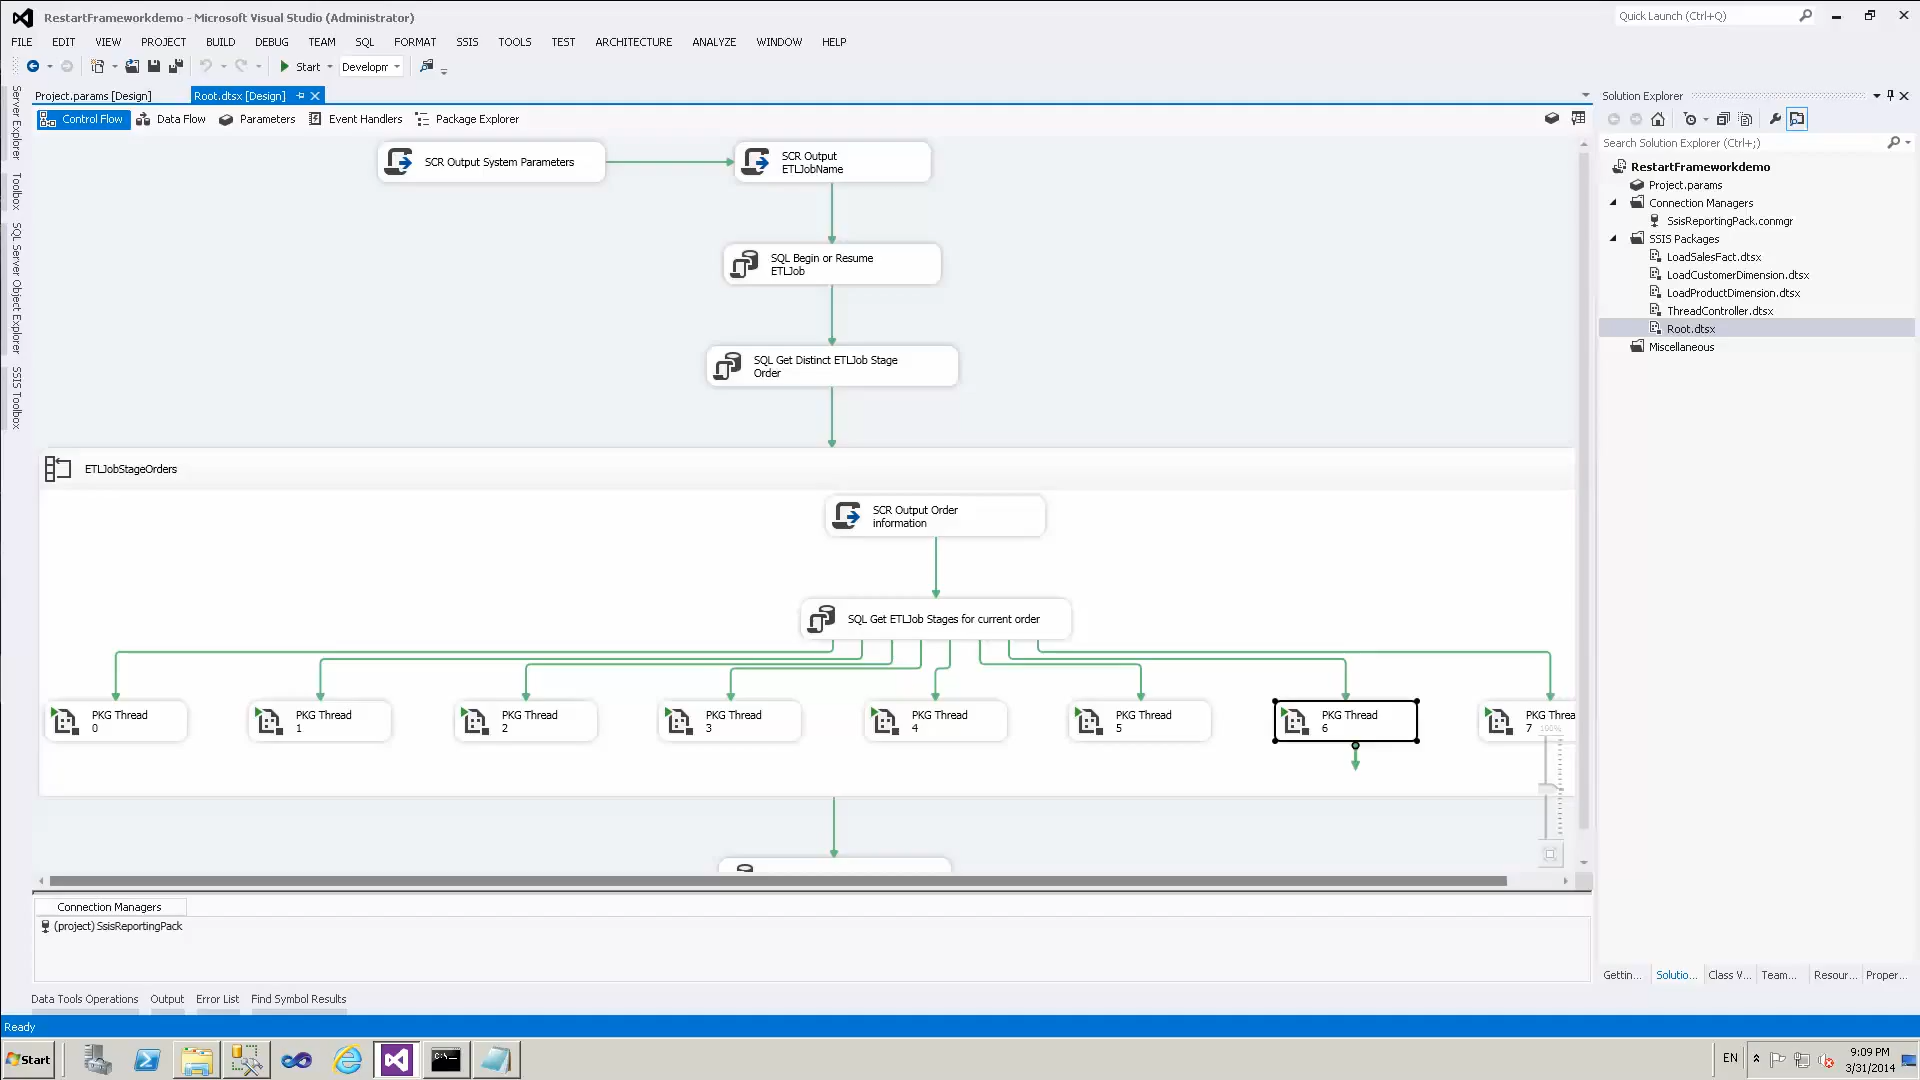 RestartFrameworkdemo - Microsoft Visual Studio (Administrator)
Quick Launch (Ctrl+Q)
FILE EDIT VIEW PROJECT BUILD DEBUG TEAM SQL FORMAT SSIS TOOLS TEST ARCHITECTURE ANALYZE WINDOW HELP
Start Developm
Project.params [Design] Root.dtsx [Design]
Control Flow Data Flow Parameters Event Handlers Package Explorer
Server Explorer
Toolbox
SQL Server Object Explorer
SSIS Toolbox
SCR Output System Parameters
SCR Output
ETLJobName
SQL Begin or Resume
ETLJob
SQL Get Distinct ETLJob Stage
Order
ETLJobStageOrders
SCR Output Order
information
SQL Get ETLJob Stages for current order
PKG Thread
0
PKG Thread
1
PKG Thread
2
PKG Thread
3
PKG Thread
4
PKG Thread
5
PKG Thread
6
PKG Threa
7
100%
Connection Managers
(project) SsisReportingPack
Data Tools Operations Output Error List Find Symbol Results
Solution Explorer
Search Solution Explorer (Ctrl+;)
RestartFrameworkdemo
Project.params
Connection Managers
SsisReportingPack.conmgr
SSIS Packages
LoadSalesFact.dtsx
LoadCustomerDimension.dtsx
LoadProductDimension.dtsx
ThreadController.dtsx
Root.dtsx
Miscellaneous
Gettin... Solutio... Class V... Team... Resour... Proper...
Ready
Start
C:\
EN
9:09 PM
3/31/2014